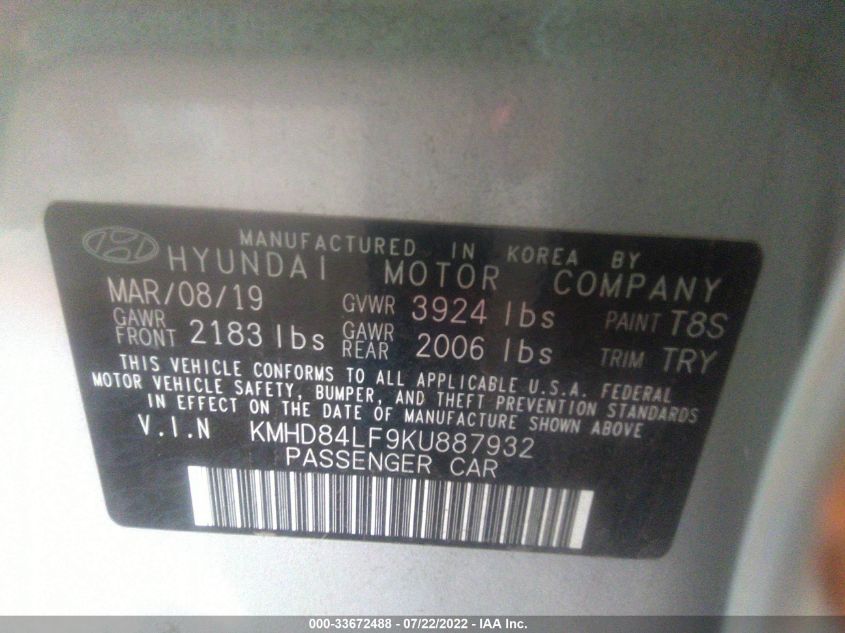 MANUFACTURED IN KOREA BY
HYUNDAI MOTOR COMPANY
MAR/08/19 GVWR 3924 lbs PAINT T8S
GAWR FRONT 2183 lbs GAWR REAR 2006 lbs TRIM TRY
THIS VEHICLE CONFORMS TO ALL APPLICABLE U.S.A. FEDERAL
MOTOR VEHICLE SAFETY, BUMPER, AND THEFT PREVENTION STANDARDS
IN EFFECT ON THE DATE OF MANUFACTURE SHOWN ABOVE
V.I.N KMHD84LF9KU887932
PASSENGER CAR
000-33672488 - 07/22/2022 - IAA Inc.